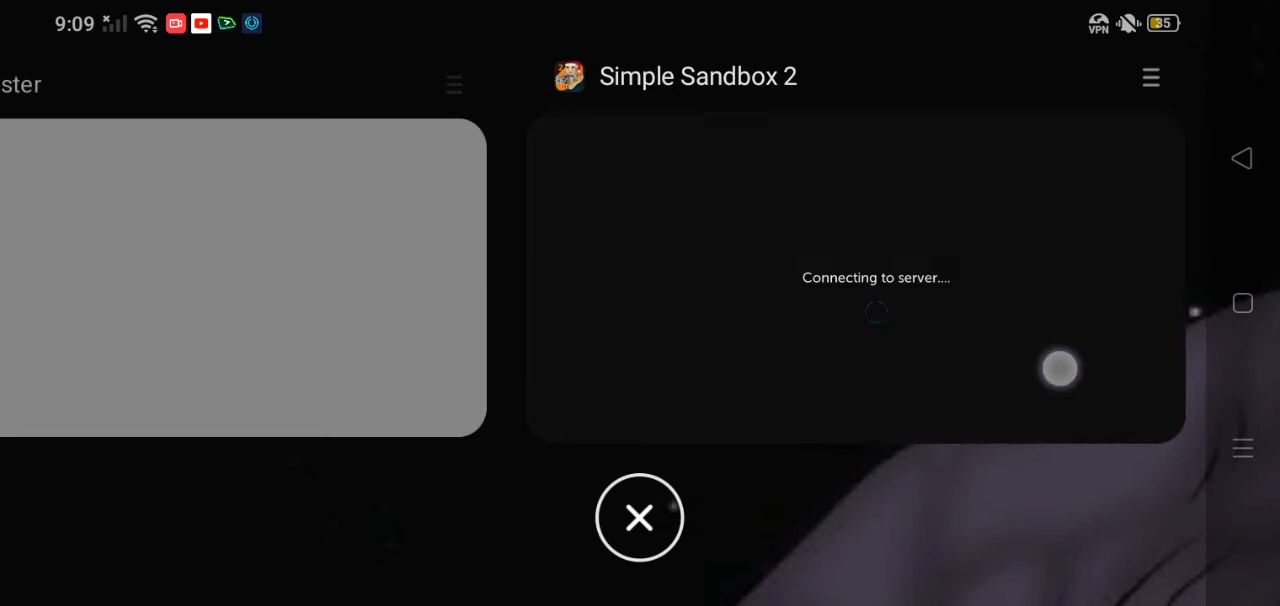 9:09
VPN
35
ster
Simple Sandbox 2
Connecting to server....